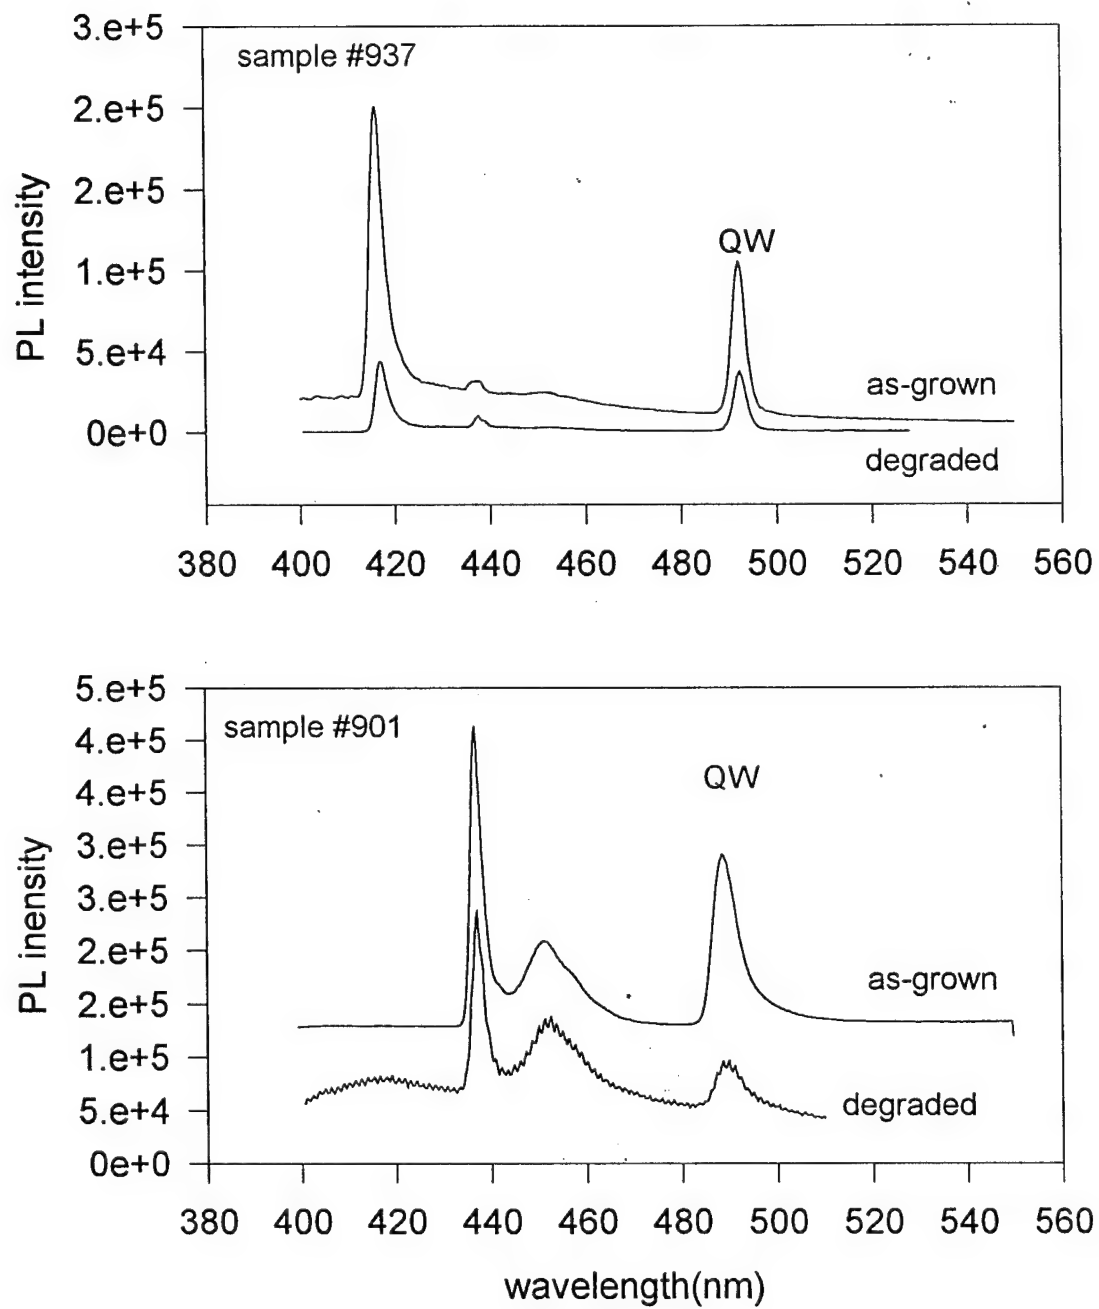 3.e+5
sample #937
2.e+5
2.e+5
QW
1.e+5
5.e+4
as-grown
0e+0
degraded
PL intensity
380 400 420 440 460 480 500 520 540 560
5.e+5
sample #901
4.e+5
QW
4.e+5
3.e+5
3.e+5
2.e+5
as-grown
2.e+5
1.e+5
5.e+4
degraded
0e+0
PL inensity
380 400 420 440 460 480 500 520 540 560
wavelength(nm)